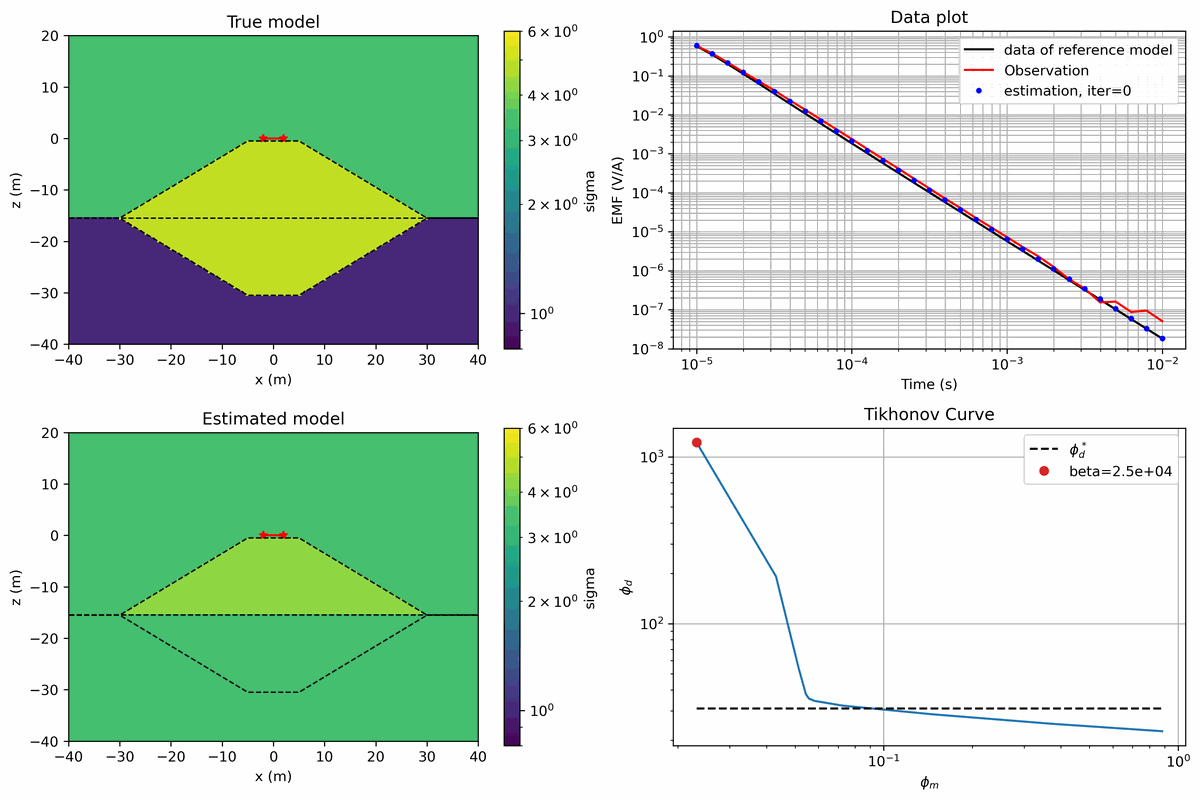 True model
20
10
0
−10
−20
−30
−40
z (m)
−40 −30 −20 −10 0 10 20 30 40
x (m)
6 × 10⁰
4 × 10⁰
3 × 10⁰
2 × 10⁰
10⁰
sigma
Data plot
10⁰
10⁻¹
10⁻²
10⁻³
10⁻⁴
10⁻⁵
10⁻⁶
10⁻⁷
10⁻⁸
EMF (V/A)
data of reference model
Observation
estimation, iter=0
10⁻⁵ 10⁻⁴ 10⁻³ 10⁻²
Time (s)
Estimated model
20
10
0
−10
−20
−30
−40
z (m)
−40 −30 −20 −10 0 10 20 30 40
x (m)
6 × 10⁰
4 × 10⁰
3 × 10⁰
2 × 10⁰
10⁰
sigma
Tikhonov Curve
10³
10²
ϕ_d
ϕ_d^*
beta=2.5e+04
10⁻¹ 10⁰
ϕ_m